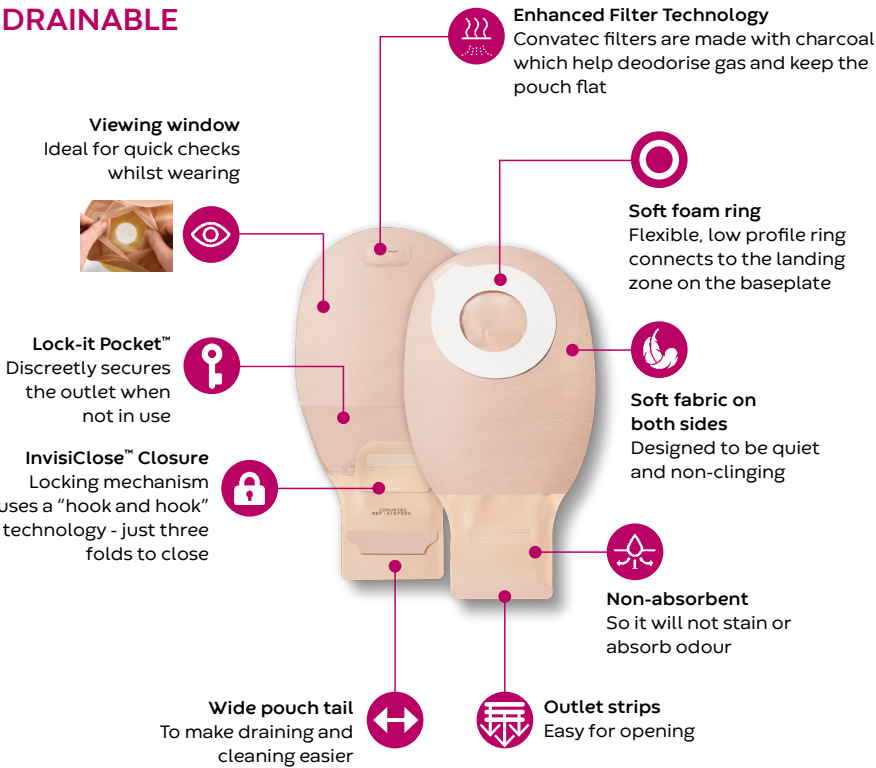 DRAINABLE
Enhanced Filter Technology
Convatec filters are made with charcoal
which help deodorise gas and keep the
pouch flat
Viewing window
Ideal for quick checks
whilst wearing
Soft foam ring
Flexible, low profile ring
connects to the landing
zone on the baseplate
Lock-it Pocket™
Discreetly secures
the outlet when
not in use
Soft fabric on
both sides
Designed to be quiet
and non-clinging
InvisiClose™ Closure
Locking mechanism
uses a “hook and hook”
technology - just three
folds to close
CONVATEC
Non-absorbent
So it will not stain or
absorb odour
Wide pouch tail
To make draining and
cleaning easier
Outlet strips
Easy for opening